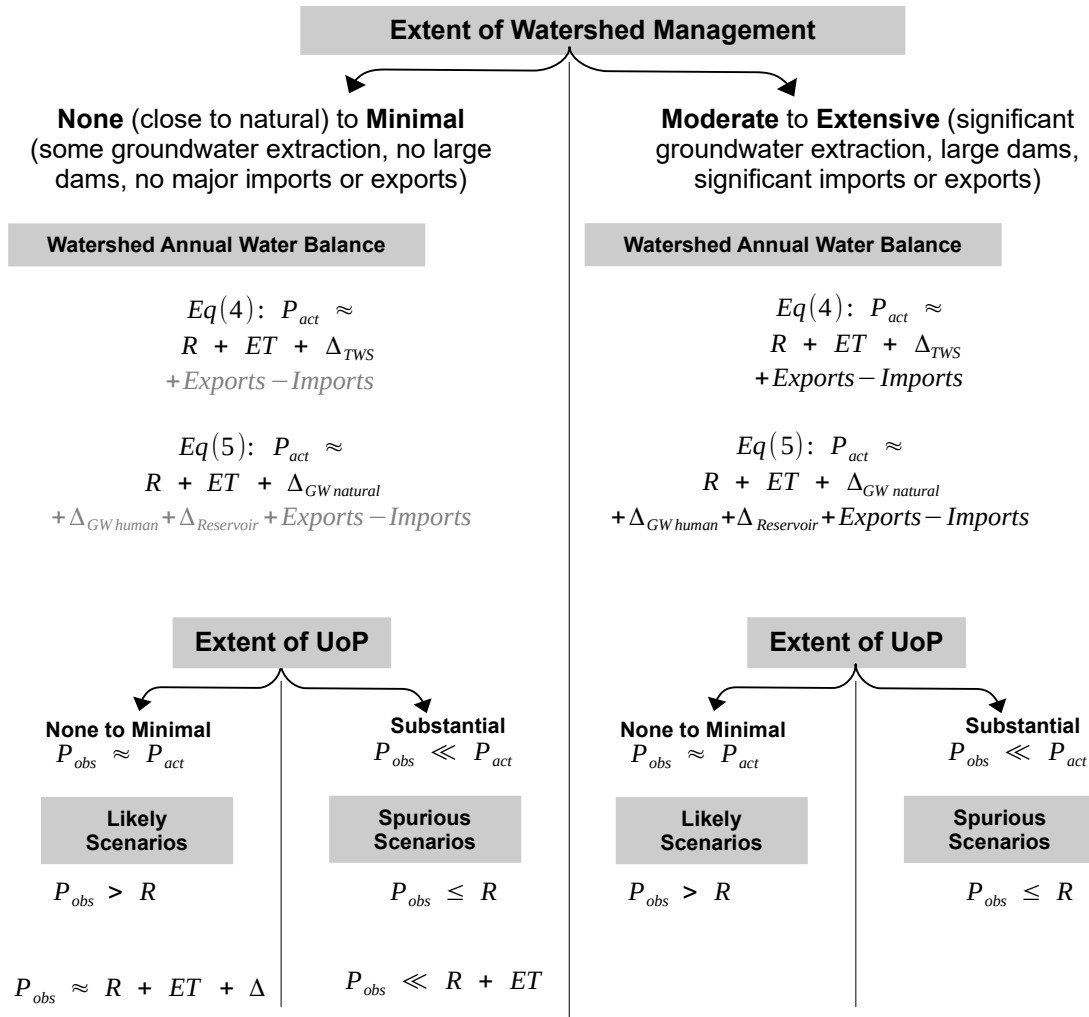 Extent of Watershed Management
None (close to natural) to Minimal
(some groundwater extraction, no large
dams, no major imports or exports)
Watershed Annual Water Balance
Eq(4): P_act ≈
R + ET + Δ_TWS
+Exports−Imports
Eq(5): P_act ≈
R + ET + Δ_GW natural
+Δ_GW human+Δ_Reservoir+Exports−Imports
Extent of UoP
None to Minimal
P_obs ≈ P_act
Likely
Scenarios
P_obs > R
P_obs ≈ R + ET + Δ
Substantial
P_obs ≪ P_act
Spurious
Scenarios
P_obs ≤ R
P_obs ≪ R + ET
Moderate to Extensive (significant
groundwater extraction, large dams,
significant imports or exports)
Watershed Annual Water Balance
Eq(4): P_act ≈
R + ET + Δ_TWS
+Exports−Imports
Eq(5): P_act ≈
R + ET + Δ_GW natural
+Δ_GW human+Δ_Reservoir+Exports−Imports
Extent of UoP
None to Minimal
P_obs ≈ P_act
Likely
Scenarios
P_obs > R
Substantial
P_obs ≪ P_act
Spurious
Scenarios
P_obs ≤ R